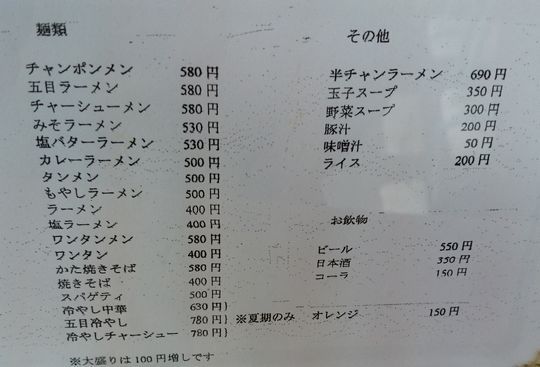 麺類
チャンポンメン 580円
五目ラーメン 580円
チャーシューメン 580円
みそラーメン 530円
塩バターラーメン 530円
カレーラーメン 500円
タンメン 500円
もやしラーメン 500円
ラーメン 400円
塩ラーメン 400円
ワンタンメン 580円
ワンタン 400円
かた焼きそば 580円
焼きそば 400円
スパゲティ 500円
冷やし中華 630円}
五目冷やし 780円} ※夏期のみ
冷やしチャーシュー 780円}
※大盛りは100円増しです
その他
半チャンラーメン 690円
玉子スープ 350円
野菜スープ 300円
豚汁 200円
味噌汁 50円
ライス 200円
お飲物
ビール 550円
日本酒 350円
コーラ 150円
オレンジ 150円